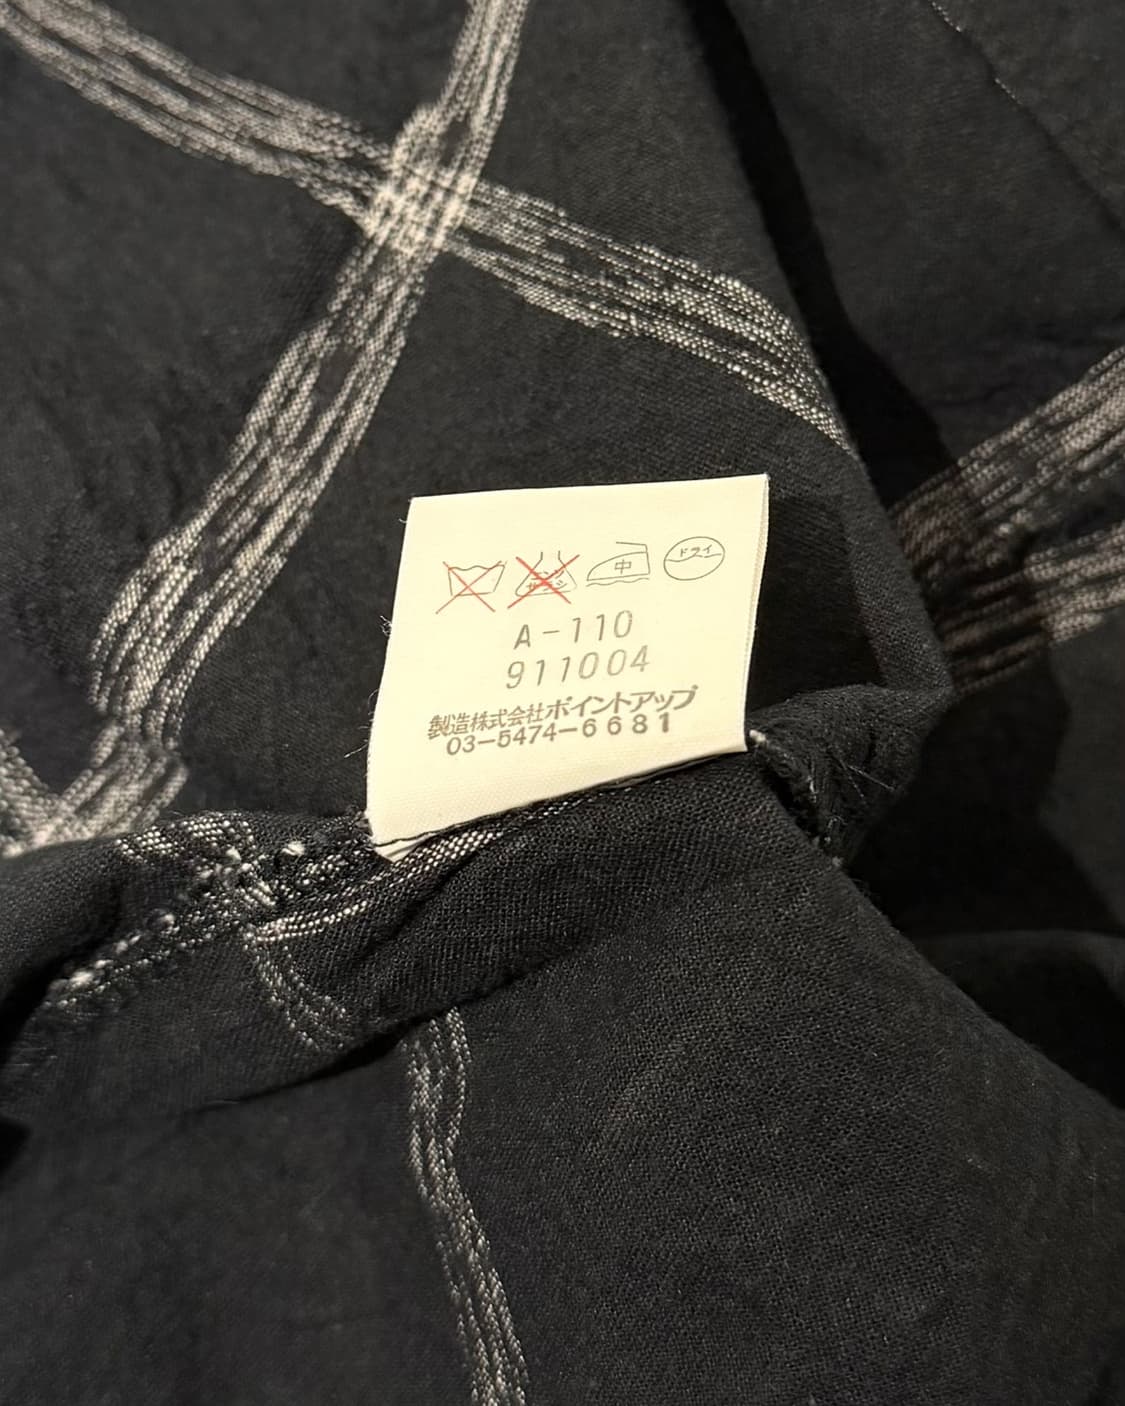 中 ドライ
A-110
911004
製造株式会社ポイントアップ
03-5474-6681